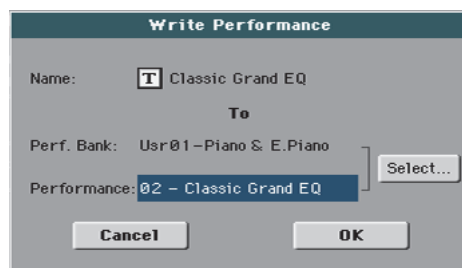 Write Performance
Name: T Classic Grand EQ
To
Perf. Bank: Usr01-Piano & E.Piano
Select...
Performance: 02 - Classic Grand EQ
Cancel OK